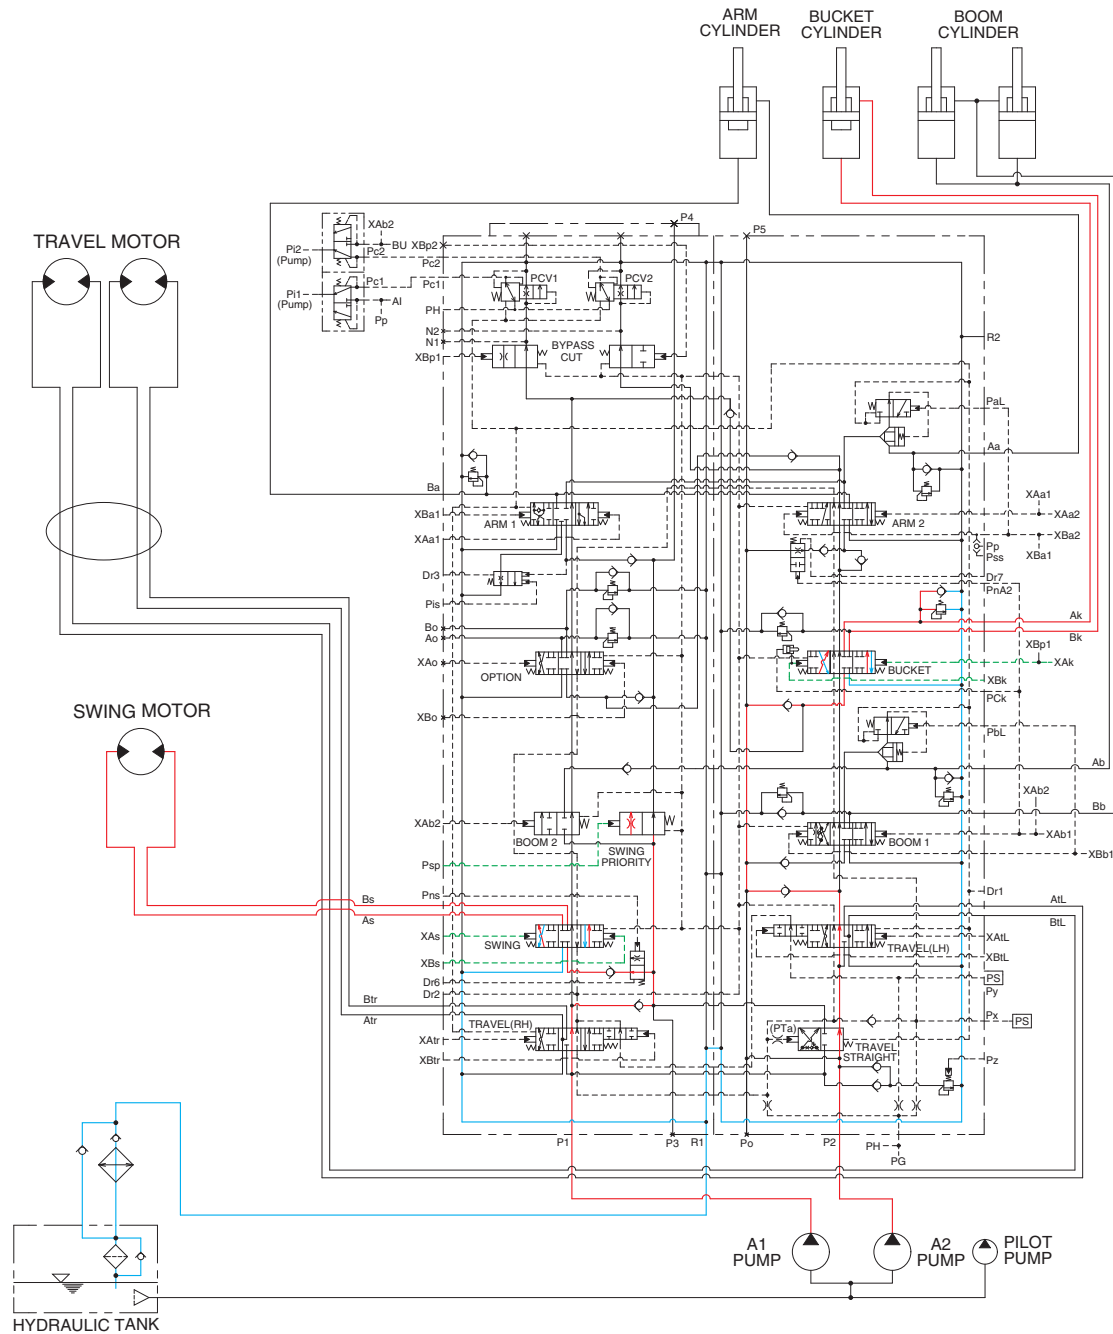 ARM
CYLINDER
BUCKET
CYLINDER
BOOM
CYLINDER
TRAVEL MOTOR
SWING MOTOR
XAb2
BU
Pc2
Pi2
(Pump)
Pc1
AI
Pi1
(Pump)
Pp
XBp2
Pc2
Pc1
PH
N2
N1
XBp1
P4
P5
PCV1
PCV2
BYPASS
CUT
R2
PaL
Aa
Ba
XBa1
XAa1
ARM 1
ARM 2
XAa1
XAa2
XBa2
XBa1
Pp
Pss
Dr3
Pis
Dr7
PnA2
Bo
Ao
Ak
Bk
XBp1
XAk
XAo
OPTION
BUCKET
XBk
PCk
XBo
PbL
Ab
XAb2
Bb
XAb2
BOOM 2
SWING
PRIORITY
BOOM 1
XAb1
XBb1
Psp
Pns
Dr1
Bs
As
AtL
BtL
XAs
SWING
XBs
TRAVEL(LH)
XAtL
XBtL
Dr6
Dr2
PS
Py
Btr
Atr
TRAVEL(RH)
(PTa)
Px
PS
XAtr
XBtr
TRAVEL
STRAIGHT
Pz
P1
P3
R1
Po
P2
PH
PG
A1
PUMP
A2
PUMP
PILOT
PUMP
HYDRAULIC TANK